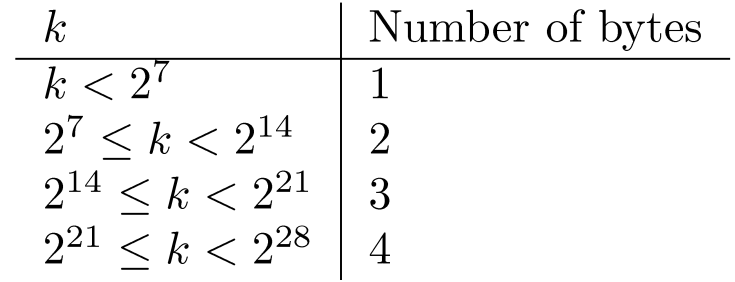 k Number of bytes
k < 2^7 1
2^7 ≤ k < 2^14 2
2^14 ≤ k < 2^21 3
2^21 ≤ k < 2^28 4